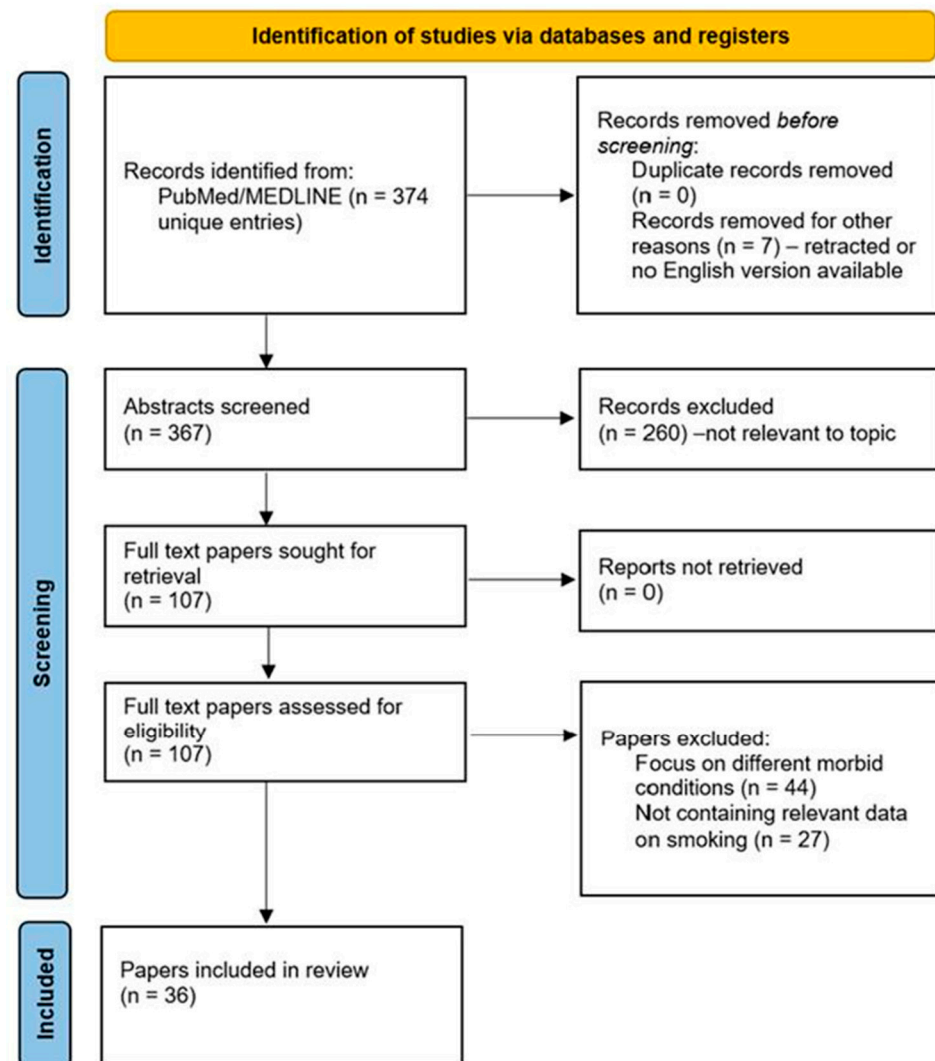 Identification of studies via databases and registers
Identification
Records identified from:
PubMed/MEDLINE (n = 374
unique entries)
Records removed before
screening:
Duplicate records removed
(n = 0)
Records removed for other
reasons (n = 7) – retracted or
no English version available
Screening
Abstracts screened
(n = 367)
Records excluded
(n = 260) –not relevant to topic
Full text papers sought for
retrieval
(n = 107)
Reports not retrieved
(n = 0)
Full text papers assessed for
eligibility
(n = 107)
Papers excluded:
Focus on different morbid
conditions (n = 44)
Not containing relevant data
on smoking (n = 27)
Included
Papers included in review
(n = 36)